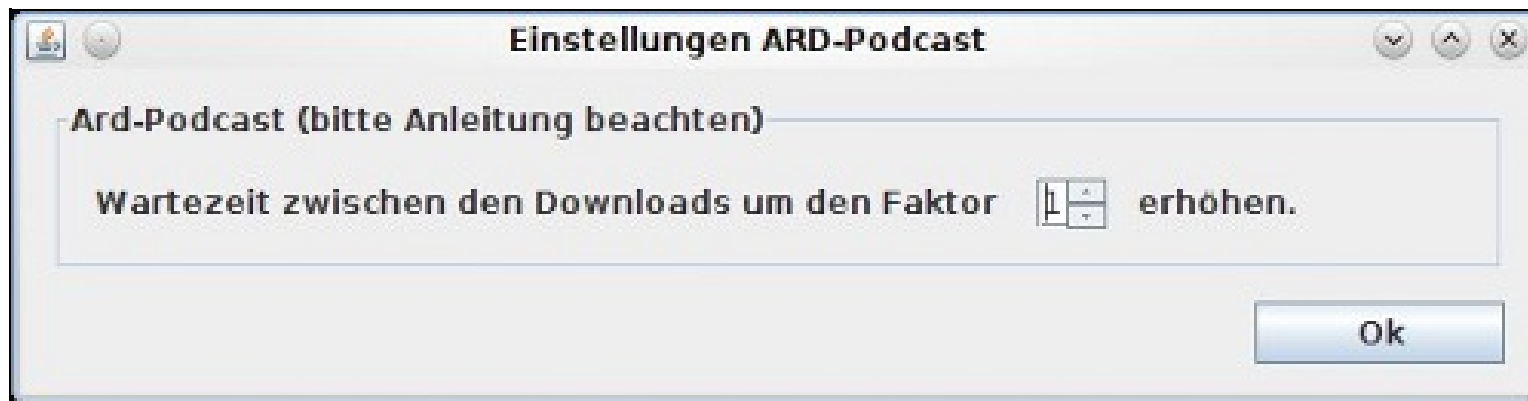 Einstellungen ARD-Podcast
Ard-Podcast (bitte Anleitung beachten)
Wartezeit zwischen den Downloads um den Faktor 1 erhöhen.
Ok